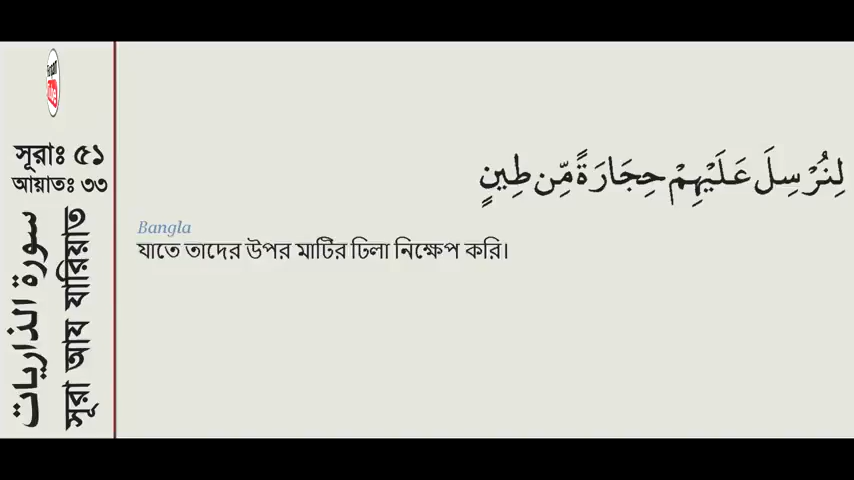 সূরাঃ ৫১
আয়াতঃ ৩৩
سورة الذاريات
সূরা আয যারিয়াত
لِنُرْسِلَ عَلَيْهِمْ حِجَارَةً مِّن طِينٍ
Bangla
যাতে তাদের উপর মাটির ঢিলা নিক্ষেপ করি।